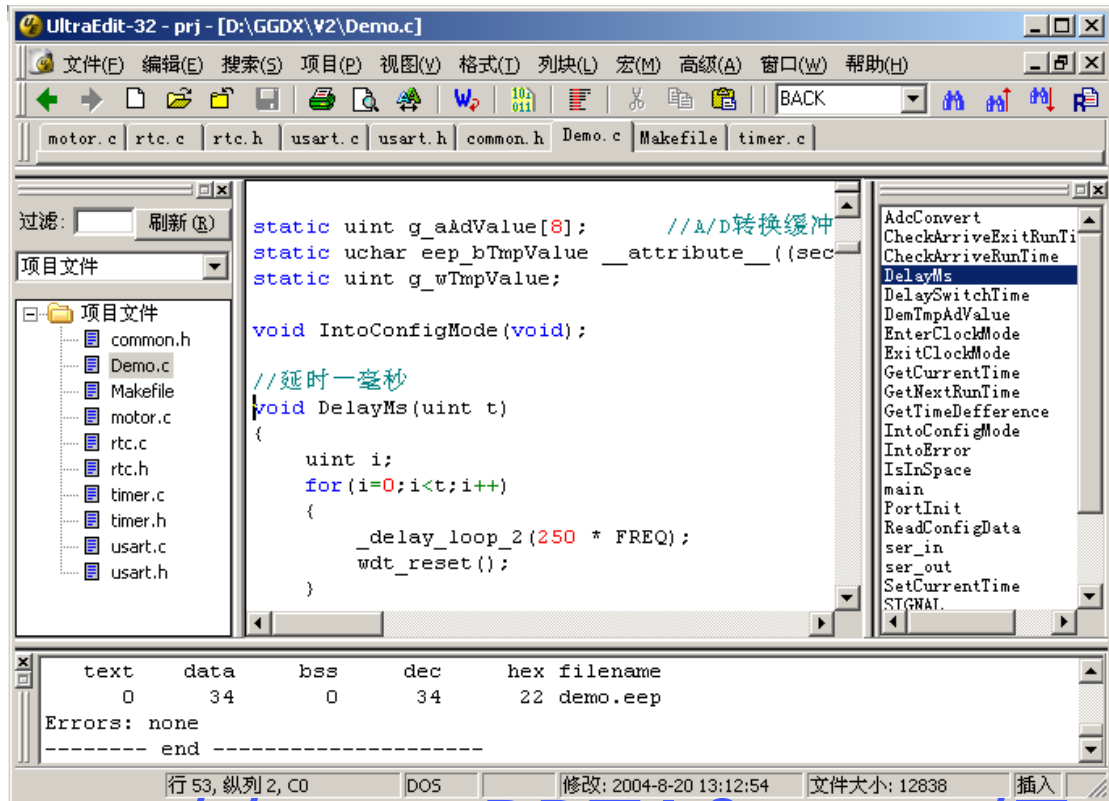 UltraEdit-32 - prj - [D:\GGDX\V2\Demo.c]
文件(F) 编辑(E) 搜索(S) 项目(P) 视图(V) 格式(T) 列块(L) 宏(M) 高级(A) 窗口(W) 帮助(H)
BACK
motor.c rtc.c rtc.h usart.c usart.h common.h Demo.c Makefile timer.c
过滤: 刷新(R)
项目文件
项目文件
common.h
Demo.c
Makefile
motor.c
rtc.c
rtc.h
timer.c
timer.h
usart.c
usart.h
static uint g_aAdValue[8]; //A/D转换缓冲
static uchar eep_bTmpValue __attribute__((sec
static uint g_wTmpValue;
void IntoConfigMode(void);
//延时一毫秒
void DelayMs(uint t)
{
uint i;
for(i=0;i<t;i++)
{
_delay_loop_2(250 * FREQ);
wdt_reset();
}
AdcConvert
CheckArriveExitRunTi
CheckArriveRunTime
DelayMs
DelaySwitchTime
DemTmpAdValue
EnterClockMode
ExitClockMode
GetCurrentTime
GetNextRunTime
GetTimeDefference
IntoConfigMode
IntoError
IsInSpace
main
PortInit
ReadConfigData
ser_in
ser_out
SetCurrentTime
SIGNAL
text data bss dec hex filename
0 34 0 34 22 demo.eep
Errors: none
-------- end ---------------------
行 53, 纵列 2, C0 DOS 修改: 2004-8-20 13:12:54 文件大小: 12838 插入